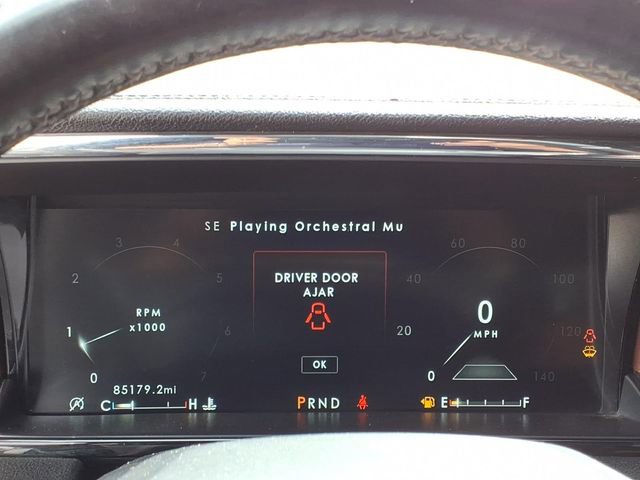 SE Playing Orchestral Mu
3 4
2 5
RPM
x1000
1 6
0 7
85179.2mi
C H
DRIVER DOOR
AJAR
OK
PRND
60 80
40 100
0
MPH
20 120
0 140
E F